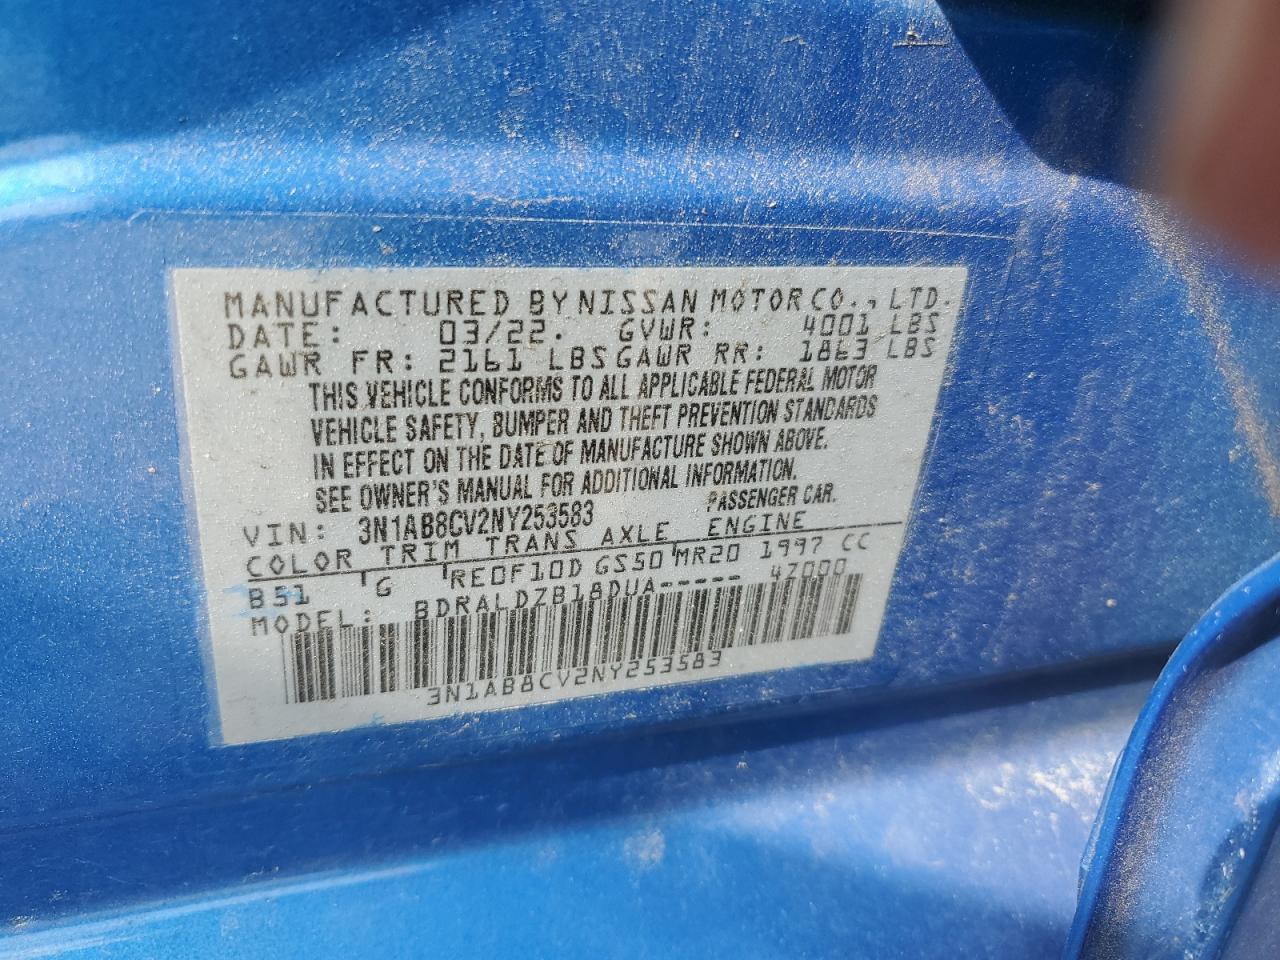 MANUFACTURED BY NISSAN MOTOR CO., LTD.
DATE: 03/22. GVWR: 4001 LBS
GAWR FR: 2161 LBS GAWR RR: 1863 LBS
THIS VEHICLE CONFORMS TO ALL APPLICABLE FEDERAL MOTOR
VEHICLE SAFETY, BUMPER AND THEFT PREVENTION STANDARDS
IN EFFECT ON THE DATE OF MANUFACTURE SHOWN ABOVE.
SEE OWNER'S MANUAL FOR ADDITIONAL INFORMATION.
VIN: 3N1AB8CV2NY253583 PASSENGER CAR.
COLOR TRIM TRANS AXLE ENGINE
B51 'G 'RE0F10D GS50 'MR20 1997 CC
MODEL: BDRALDZB18DUA----- 4Z000
3N1AB8CV2NY253583